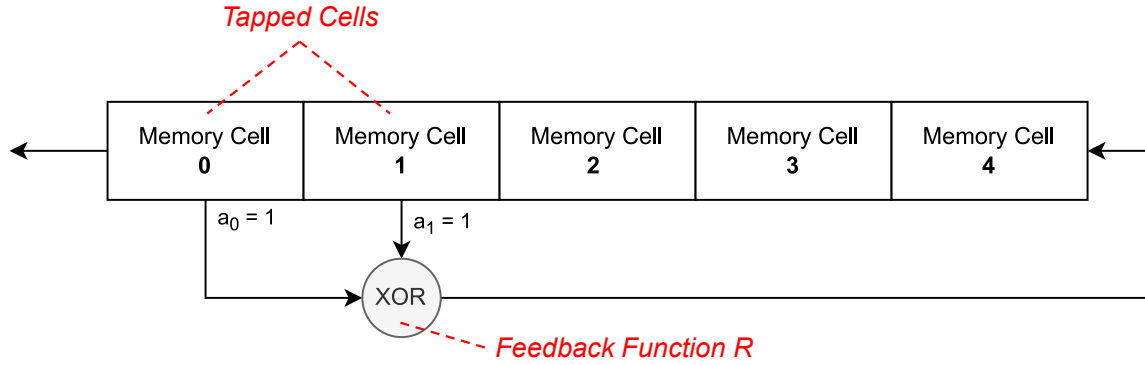 Tapped Cells
Memory Cell
0
Memory Cell
1
Memory Cell
2
Memory Cell
3
Memory Cell
4
a0 = 1
a1 = 1
XOR
Feedback Function R